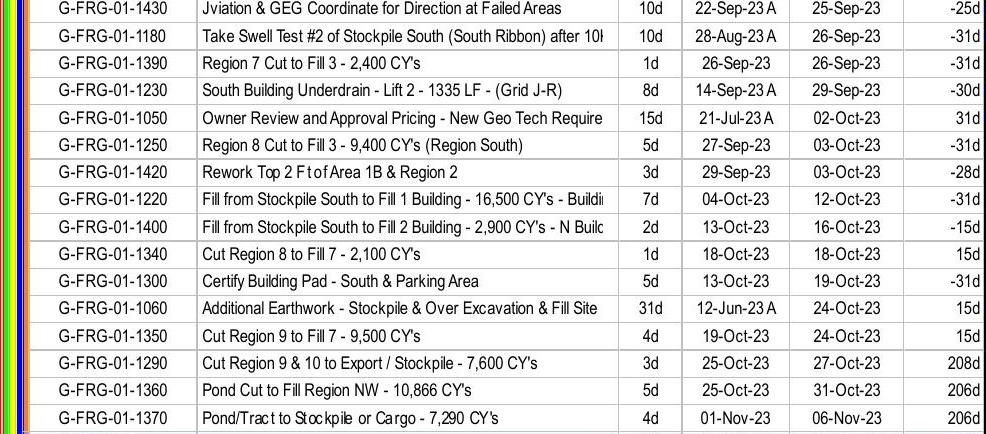 G-FRG-01-1430 Jviation & GEG Coordinate for Direction at Failed Areas 10d 22-Sep-23 A 25-Sep-23 -25d
G-FRG-01-1180 Take Swell Test #2 of Stockpile South (South Ribbon) after 10k 10d 28-Aug-23 A 26-Sep-23 -31d
G-FRG-01-1390 Region 7 Cut to Fill 3 - 2,400 CY's 1d 26-Sep-23 26-Sep-23 -31d
G-FRG-01-1230 South Building Underdrain - Lift 2 - 1335 LF - (Grid J-R) 8d 14-Sep-23 A 29-Sep-23 -30d
G-FRG-01-1050 Owner Review and Approval Pricing - New Geo Tech Require 15d 21-Jul-23 A 02-Oct-23 31d
G-FRG-01-1250 Region 8 Cut to Fill 3 - 9,400 CY's (Region South) 5d 27-Sep-23 03-Oct-23 -31d
G-FRG-01-1420 Rework Top 2 Ft of Area 1B & Region 2 3d 29-Sep-23 03-Oct-23 -28d
G-FRG-01-1220 Fill from Stockpile South to Fill 1 Building - 16,500 CY's - Buildi 7d 04-Oct-23 12-Oct-23 -31d
G-FRG-01-1400 Fill from Stockpile South to Fill 2 Building - 2,900 CY's - N Builc 2d 13-Oct-23 16-Oct-23 -15d
G-FRG-01-1340 Cut Region 8 to Fill 7 - 2,100 CY's 1d 18-Oct-23 18-Oct-23 15d
G-FRG-01-1300 Certify Building Pad - South & Parking Area 5d 13-Oct-23 19-Oct-23 -31d
G-FRG-01-1060 Additional Earthwork - Stockpile & Over Excavation & Fill Site 31d 12-Jun-23 A 24-Oct-23 15d
G-FRG-01-1350 Cut Region 9 to Fill 7 - 9,500 CY's 4d 19-Oct-23 24-Oct-23 15d
G-FRG-01-1290 Cut Region 9 & 10 to Export / Stockpile - 7,600 CY's 3d 25-Oct-23 27-Oct-23 208d
G-FRG-01-1360 Pond Cut to Fill Region NW - 10,866 CY's 5d 25-Oct-23 31-Oct-23 206d
G-FRG-01-1370 Pond/Tract to Stockpile or Cargo - 7,290 CY's 4d 01-Nov-23 06-Nov-23 206d